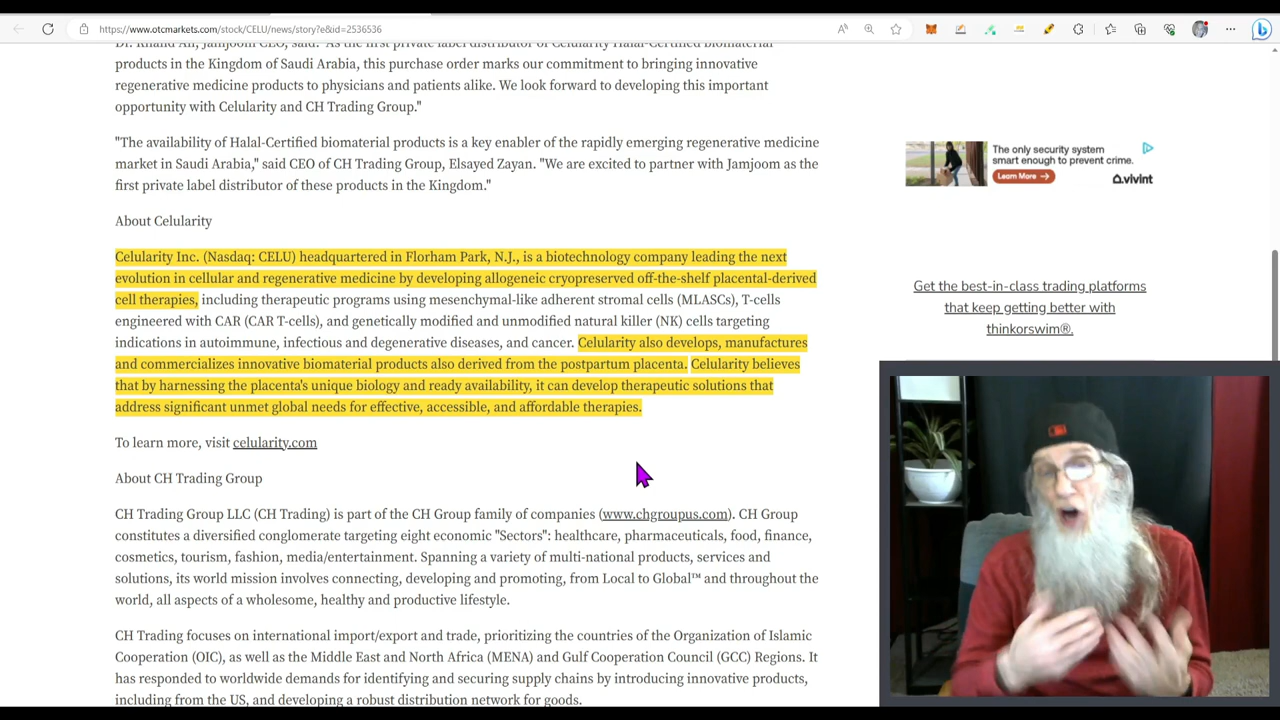 https://www.otcmarkets.com/stock/CELU/news/story?e&id=2536536
Dr. Khalid Ali, Jamjoom CEO, said. "As the first private label distributor of Celularity Halal-Certified biomaterial
products in the Kingdom of Saudi Arabia, this purchase order marks our commitment to bringing innovative
regenerative medicine products to physicians and patients alike. We look forward to developing this important
opportunity with Celularity and CH Trading Group."
"The availability of Halal-Certified biomaterial products is a key enabler of the rapidly emerging regenerative medicine
market in Saudi Arabia," said CEO of CH Trading Group, Elsayed Zayan. "We are excited to partner with Jamjoom as the
first private label distributor of these products in the Kingdom."
About Celularity
Celularity Inc. (Nasdaq: CELU) headquartered in Florham Park, N.J., is a biotechnology company leading the next
evolution in cellular and regenerative medicine by developing allogeneic cryopreserved off-the-shelf placental-derived
cell therapies, including therapeutic programs using mesenchymal-like adherent stromal cells (MLASCs), T-cells
engineered with CAR (CAR T-cells), and genetically modified and unmodified natural killer (NK) cells targeting
indications in autoimmune, infectious and degenerative diseases, and cancer. Celularity also develops, manufactures
and commercializes innovative biomaterial products also derived from the postpartum placenta. Celularity believes
that by harnessing the placenta's unique biology and ready availability, it can develop therapeutic solutions that
address significant unmet global needs for effective, accessible, and affordable therapies.
To learn more, visit celularity.com
About CH Trading Group
CH Trading Group LLC (CH Trading) is part of the CH Group family of companies (www.chgroupus.com). CH Group
constitutes a diversified conglomerate targeting eight economic "Sectors": healthcare, pharmaceuticals, food, finance,
cosmetics, tourism, fashion, media/entertainment. Spanning a variety of multi-national products, services and
solutions, its world mission involves connecting, developing and promoting, from Local to Global™ and throughout the
world, all aspects of a wholesome, healthy and productive lifestyle.
CH Trading focuses on international import/export and trade, prioritizing the countries of the Organization of Islamic
Cooperation (OIC), as well as the Middle East and North Africa (MENA) and Gulf Cooperation Council (GCC) Regions. It
has responded to worldwide demands for identifying and securing supply chains by introducing innovative products,
including from the US, and developing a robust distribution network for goods.
The only security system
smart enough to prevent crime.
Learn More →
vivint
Get the best-in-class trading platforms
that keep getting better with
thinkorswim®.